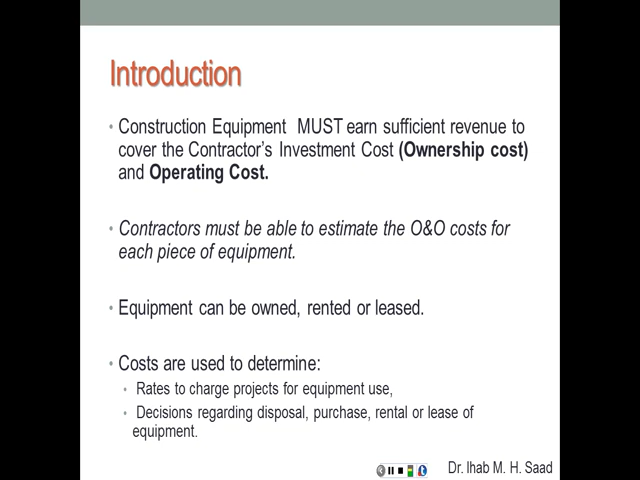 Introduction
• Construction Equipment MUST earn sufficient revenue to
cover the Contractor's Investment Cost (Ownership cost)
and Operating Cost.
• Contractors must be able to estimate the O&O costs for
each piece of equipment.
• Equipment can be owned, rented or leased.
• Costs are used to determine:
• Rates to charge projects for equipment use,
• Decisions regarding disposal, purchase, rental or lease of
equipment.
Dr. Ihab M. H. Saad